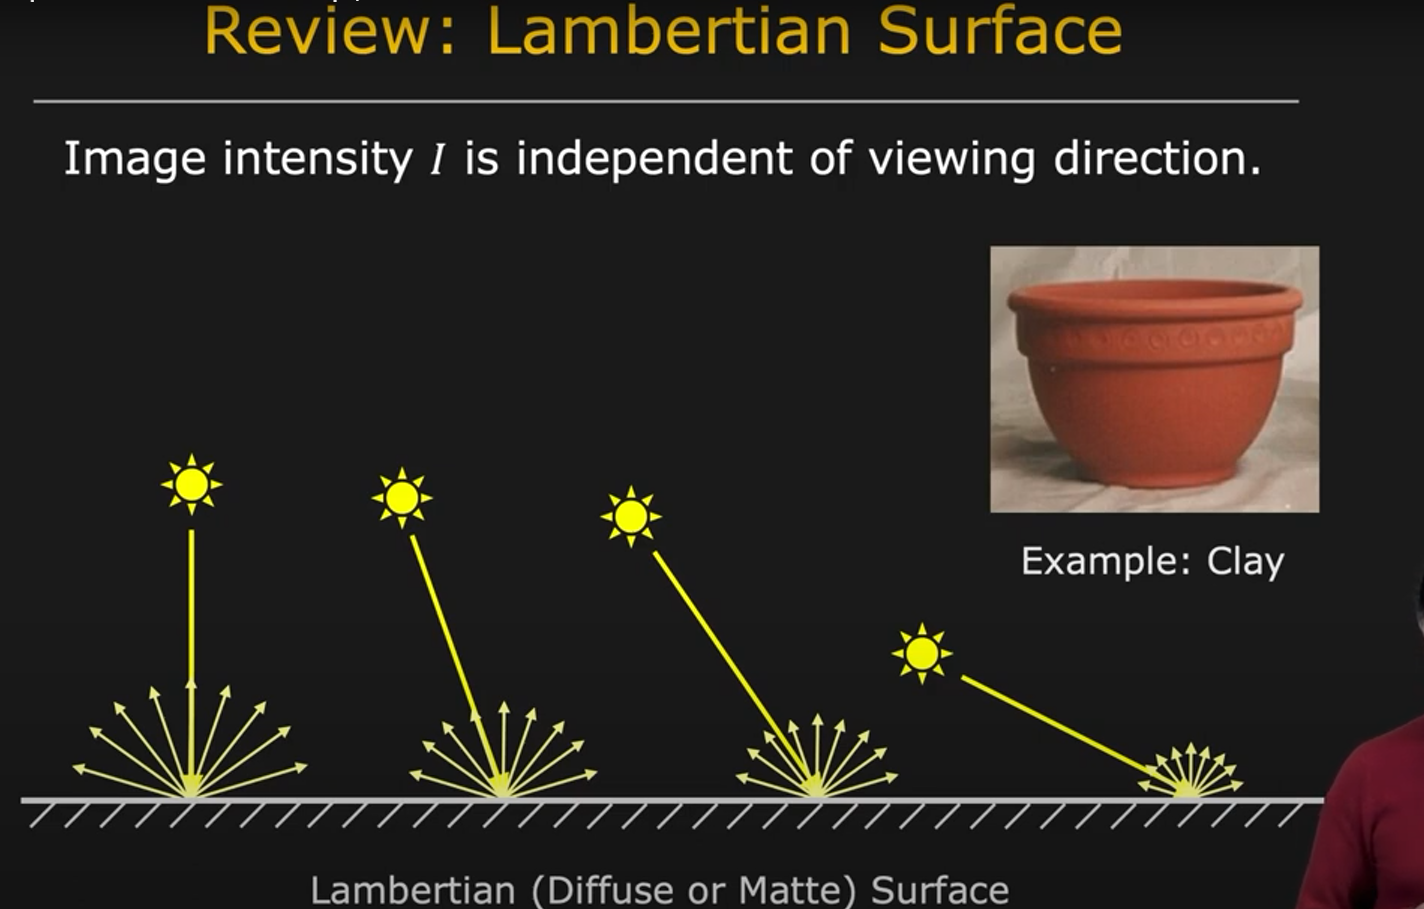 Review: Lambertian Surface
Image intensity I is independent of viewing direction.
Example: Clay
Lambertian (Diffuse or Matte) Surface